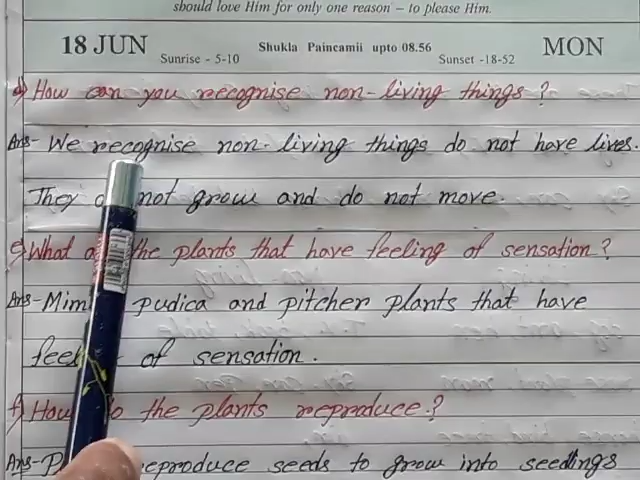 should love Him for only one reason – to please Him.
18 JUN Sunrise - 5-10 Shukla Paincamii upto 08.56 Sunset -18-52 MON
d) How can you recognise non-living things?
Ans- We recognise non-living things do not have lives.
They not grow and do not move.
e) What the plants that have feeling of sensation?
Ans- Mim pudica and pitcher plants that have
of sensation.
f) How the plants reproduce?
Ans- reproduce seeds to grow into seedlings